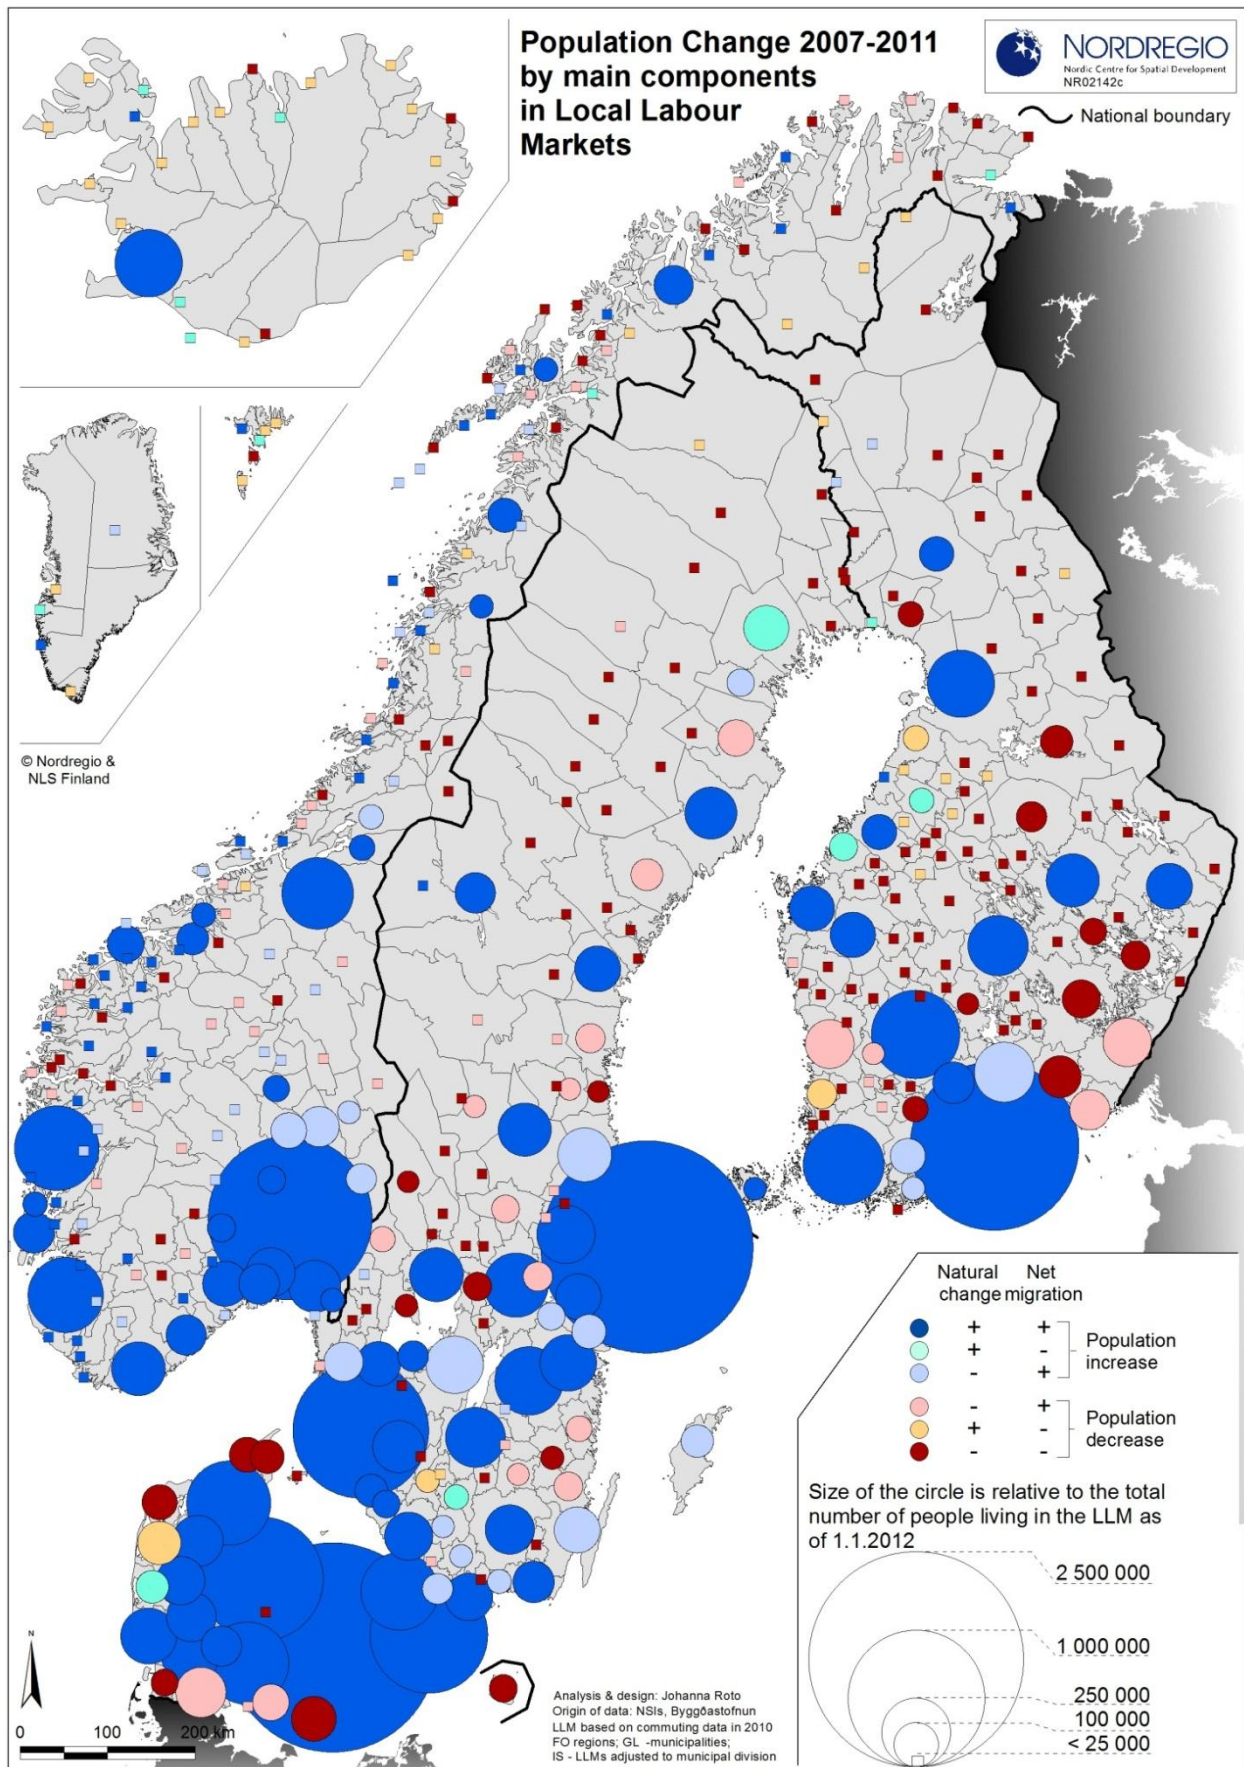 Population Change 2007-2011
by main components
in Local Labour
Markets
NORDREGIO
Nordic Centre for Spatial Development
NR02142c
National boundary
© Nordregio &
NLS Finland
Natural change
Net migration
+ +
+ -
- +
Population increase
- +
+ -
- -
Population decrease
Size of the circle is relative to the total
number of people living in the LLM as
of 1.1.2012
2 500 000
1 000 000
250 000
100 000
< 25 000
N
0 100 200 km
Analysis & design: Johanna Roto
Origin of data: NSIs, Byggðastofnun
LLM based on commuting data in 2010
FO regions; GL -municipalities;
IS - LLMs adjusted to municipal division